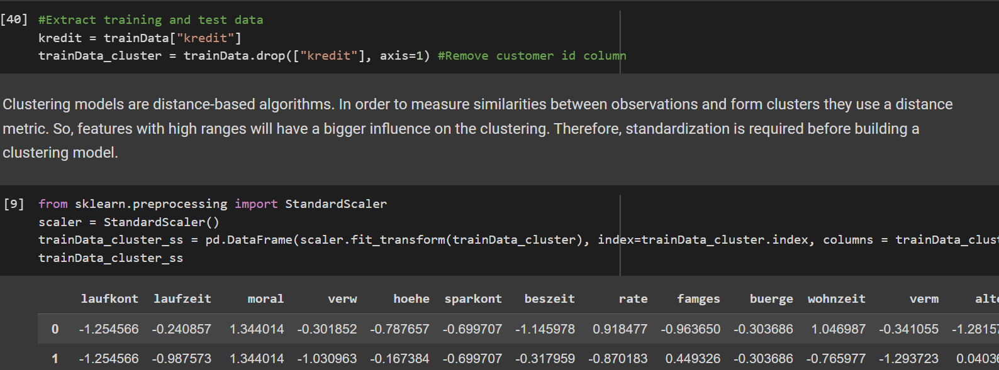 [40] #Extract training and test data
kredit = trainData["kredit"]
trainData_cluster = trainData.drop(["kredit"], axis=1) #Remove customer id column
Clustering models are distance-based algorithms. In order to measure similarities between observations and form clusters they use a distance
metric. So, features with high ranges will have a bigger influence on the clustering. Therefore, standardization is required before building a
clustering model.
[9] from sklearn.preprocessing import StandardScaler
scaler = StandardScaler()
trainData_cluster_ss = pd.DataFrame(scaler.fit_transform(trainData_cluster), index=trainData_cluster.index, columns = trainData_clust
trainData_cluster_ss
laufkont laufzeit moral verw hoehe sparkont beszeit rate famges buerge wohnzeit verm alte
0 -1.254566 -0.240857 1.344014 -0.301852 -0.787657 -0.699707 -1.145978 0.918477 -0.963650 -0.303686 1.046987 -0.341055 -1.28157
1 -1.254566 -0.987573 1.344014 -1.030963 -0.167384 -0.699707 -0.317959 -0.870183 0.449326 -0.303686 -0.765977 -1.293723 0.04036